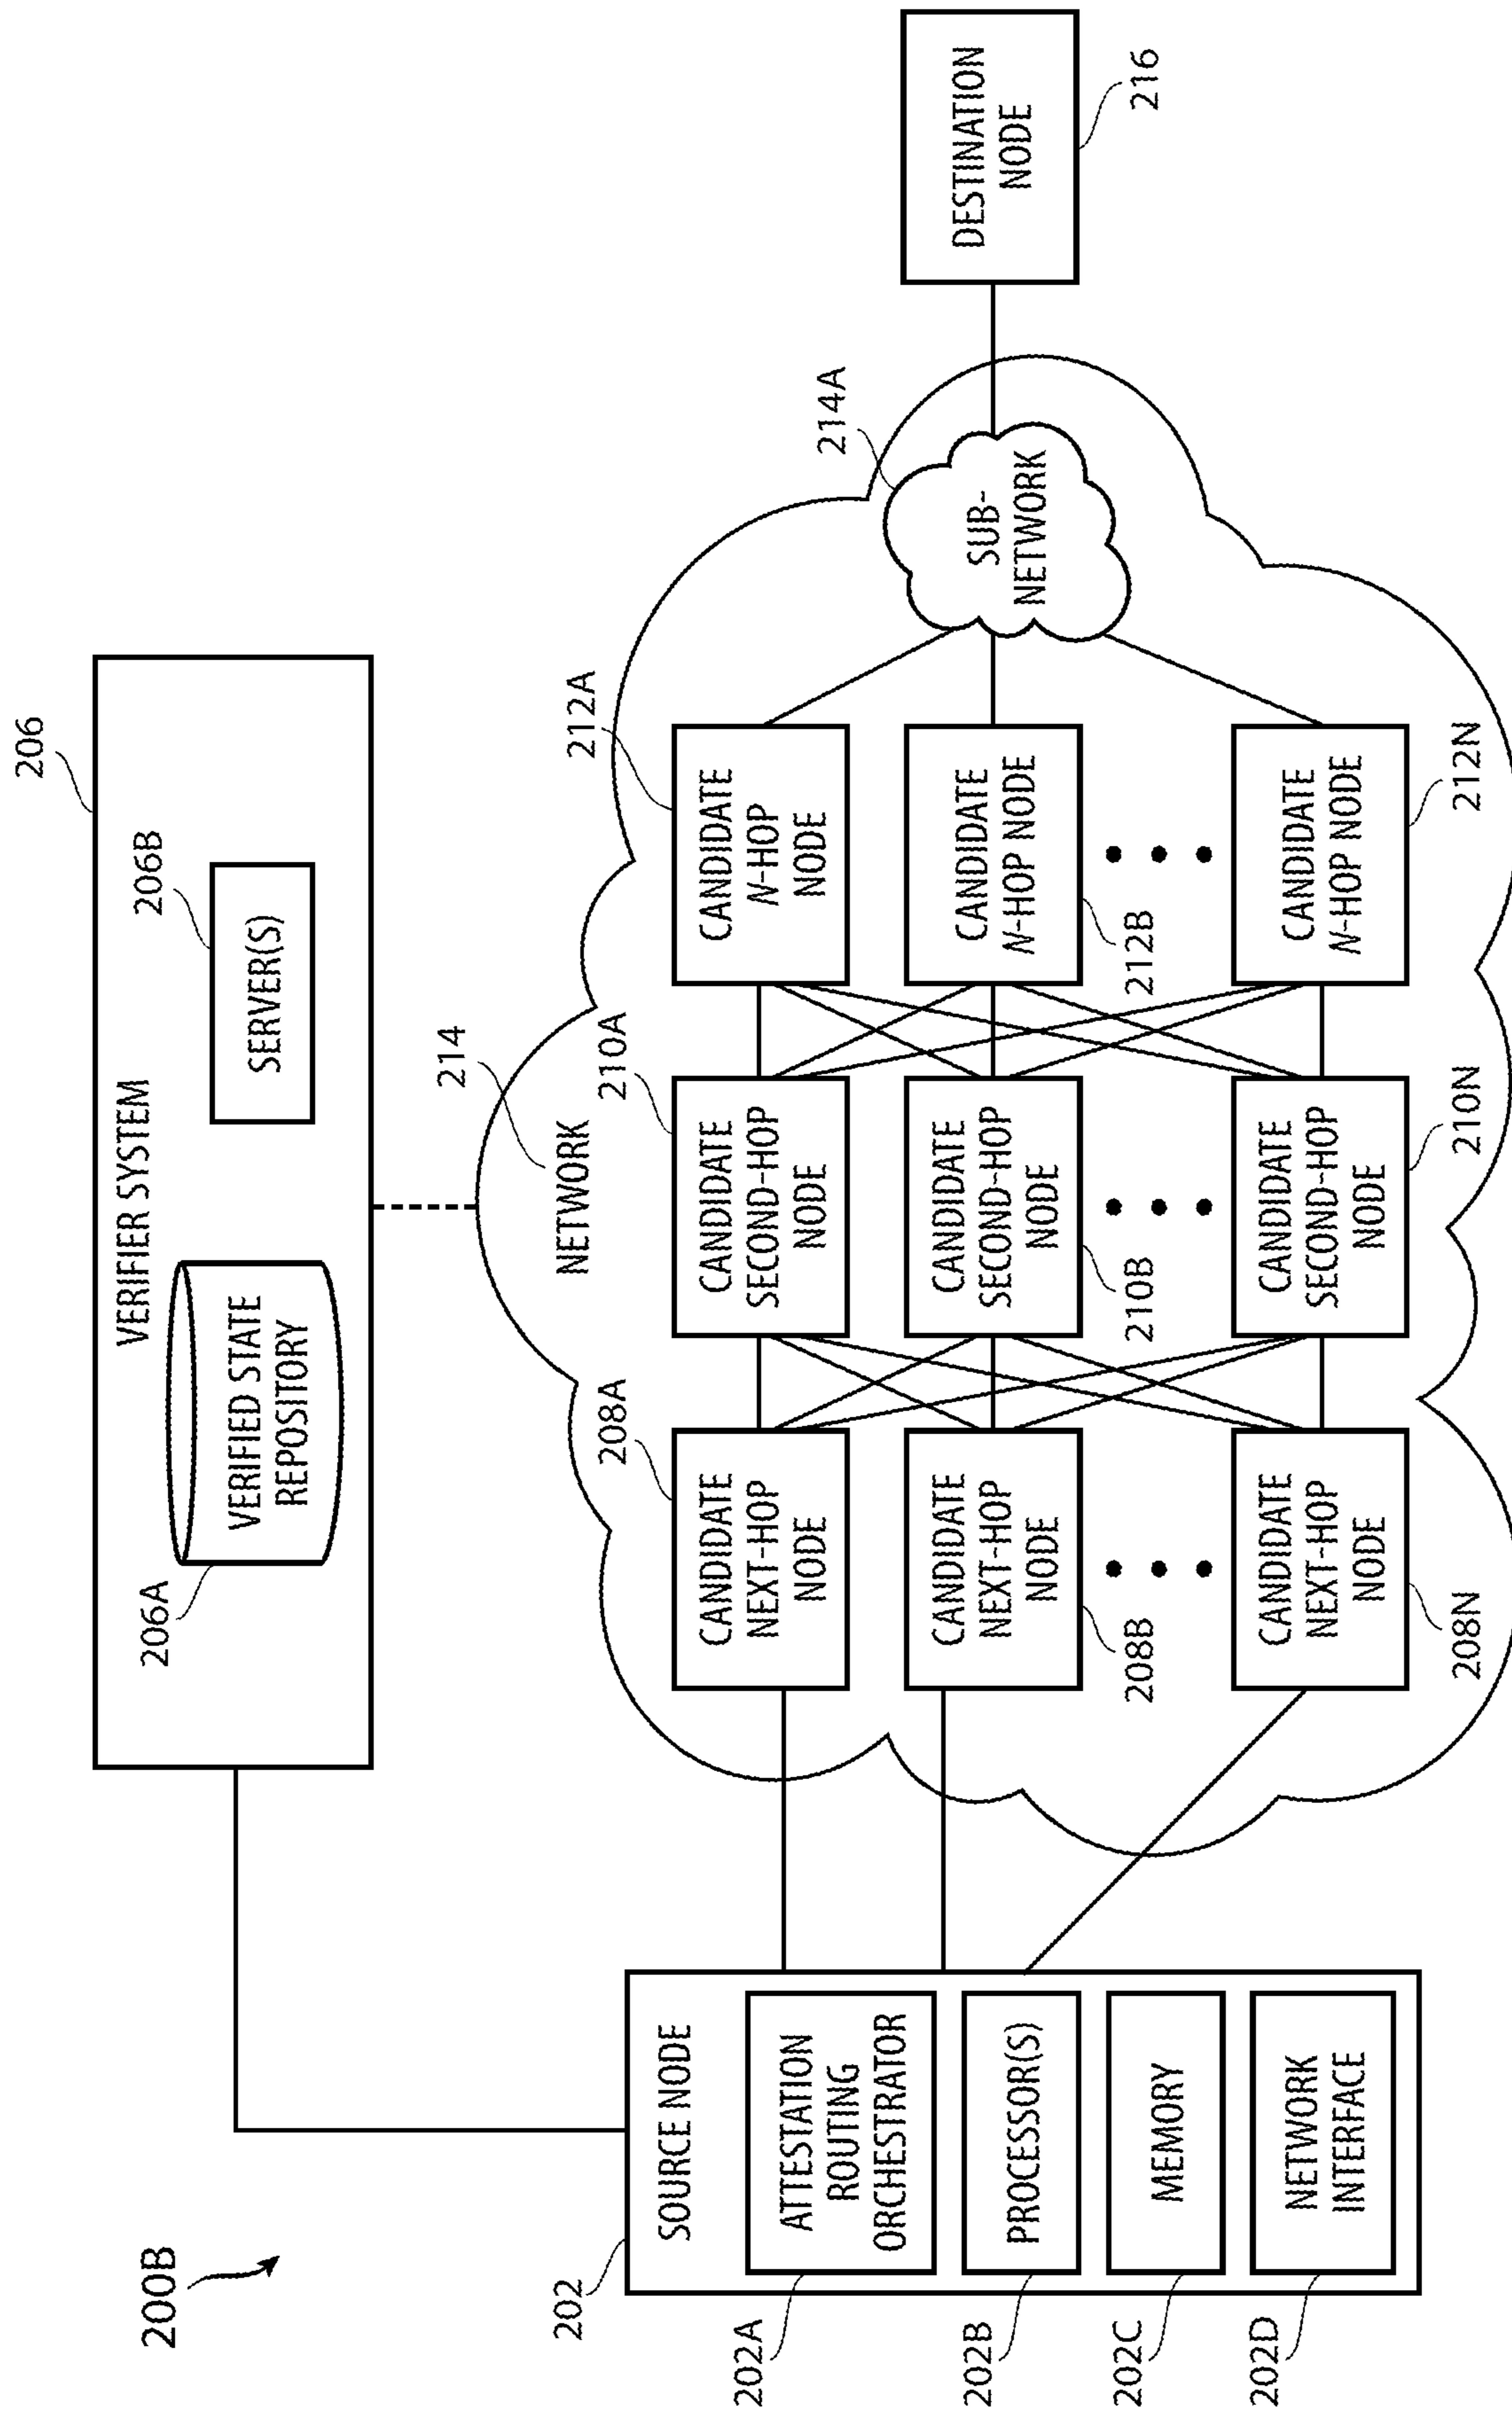 200B
206
VERIFIER SYSTEM
206A
VERIFIED STATE
REPOSITORY
206B
SERVER(S)
202
SOURCE NODE
202A
ATTESTATION
ROUTING
ORCHESTRATOR
202B
PROCESSOR(S)
202C
MEMORY
202D
NETWORK
INTERFACE
214
NETWORK
208A
CANDIDATE
NEXT-HOP
NODE
210A
CANDIDATE
SECOND-HOP
NODE
212A
CANDIDATE
N-HOP
NODE
CANDIDATE
NEXT-HOP
NODE
208B
CANDIDATE
SECOND-HOP
NODE
210B
CANDIDATE
N-HOP NODE
212B
CANDIDATE
NEXT-HOP
NODE
208N
CANDIDATE
SECOND-HOP
NODE
210N
CANDIDATE
N-HOP NODE
212N
214A
SUB-
NETWORK
DESTINATION
NODE
216